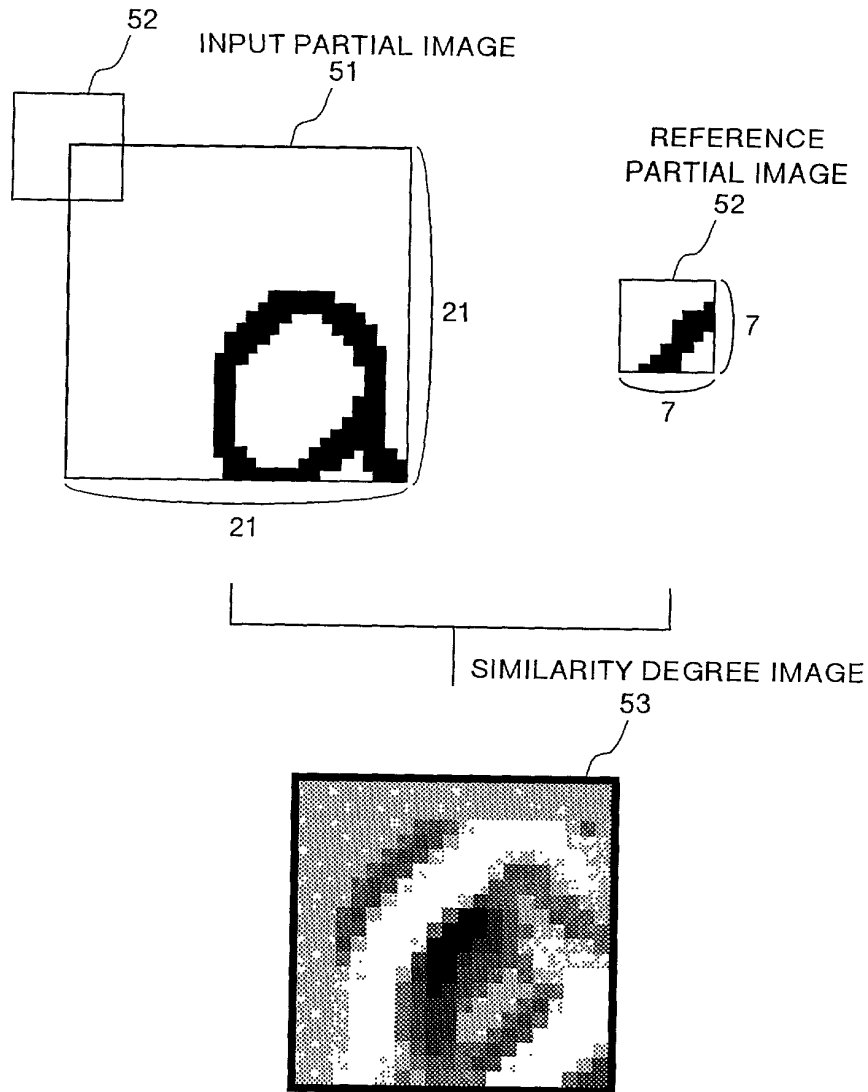 52
INPUT PARTIAL IMAGE
51
REFERENCE
PARTIAL IMAGE
52
21
7
7
21
SIMILARITY DEGREE IMAGE
53